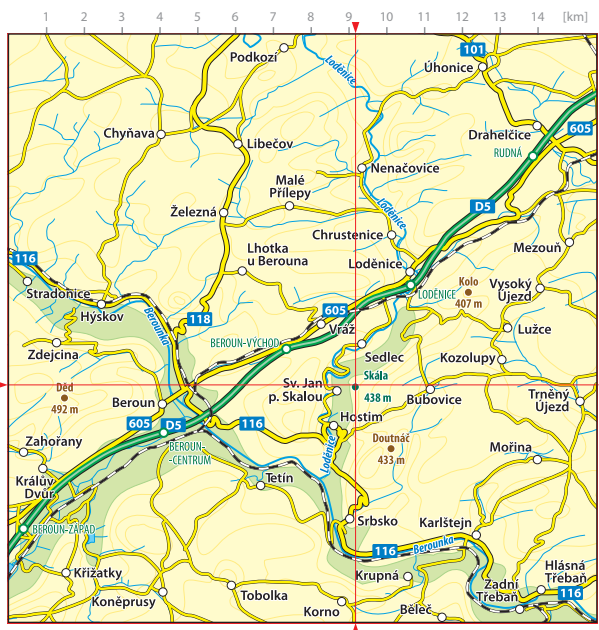 1 2 3 4 5 6 7 8 9 10 11 12 13 14 [km]
Podkozí
Loděnice
101
Úhonice
Chyňava
Libečov
Drahelčice
605
RUDNÁ
Nenačovice
Malé
Přílepy
Železná
Loděnice
D5
Chrustenice
Mezouň
Lhotka
u Berouna
116
Loděnice
Stradonice
LODĚNICE
Kolo
407 m
Vysoký
Újezd
Hýskov
Berounka
118
605
Vráž
Lužce
BEROUN-VÝCHOD
Zdejcina
Sedlec
Kozolupy
Děd
492 m
Sv. Jan
p. Skalou
Skála
438 m
Bubovice
Trněný
Újezd
Beroun
605
D5
116
Hostim
Zahořany
BEROUN-
-CENTRUM
Loděnice
Doutnáč
433 m
Mořina
Králův
Dvůr
Tetín
BEROUN-ZÁPAD
Srbsko
Karlštejn
116
Berounka
Křižatky
Krupná
Hlásná
Třebaň
Zadní
Třebaň
116
Koněprusy
Tobolka
Korno
Běleč